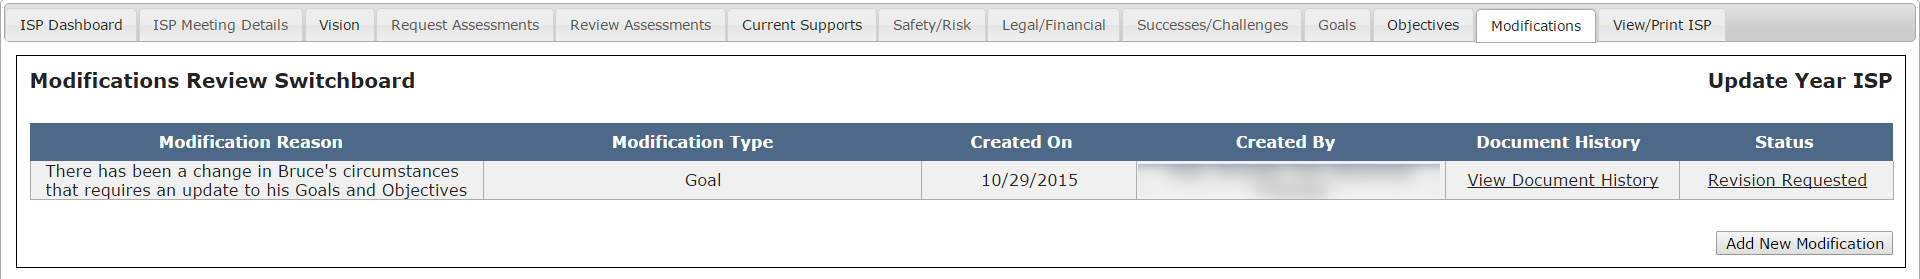 ISP Dashboard ISP Meeting Details Vision Request Assessments Review Assessments Current Supports Safety/Risk Legal/Financial Successes/Challenges Goals Objectives Modifications View/Print ISP
Modifications Review Switchboard Update Year ISP
Modification Reason Modification Type Created On Created By Document History Status
There has been a change in Bruce's circumstances
that requires an update to his Goals and Objectives
Goal 10/29/2015 View Document History Revision Requested
Add New Modification